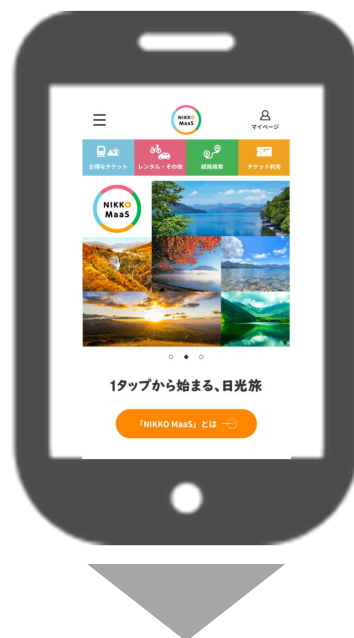 NIKKO
MaaS
マイページ
お得なチケット
レンタル・その他
経路検索
チケット利用
NIKKO
MaaS
1タップから始まる、日光旅
「NIKKO MaaS」とは